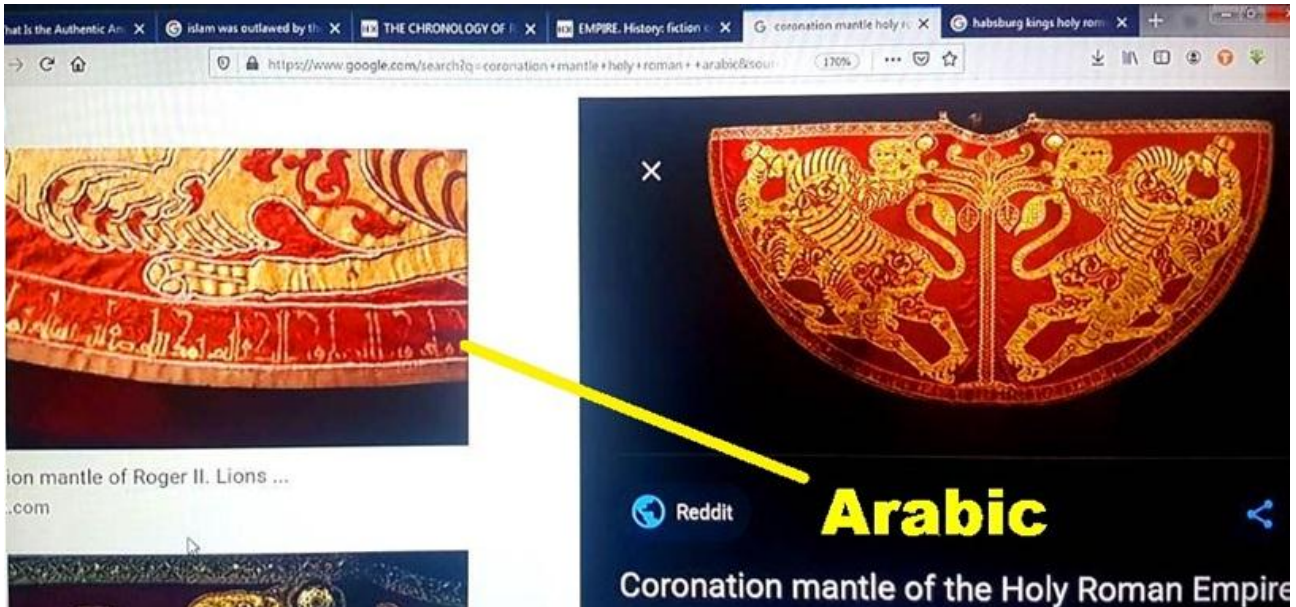 hat Is the Authentic An
islam was outlawed by th
THE CHRONOLOGY OF
EMPIRE. History: fiction
coronation mantle holy ro
habsburg kings holy rom
https://www.google.com/search?q=coronation+mantle+holy+roman+ +arabic&sour
170%
ion mantle of Roger II. Lions ...
.com
Reddit
Arabic
Coronation mantle of the Holy Roman Empire